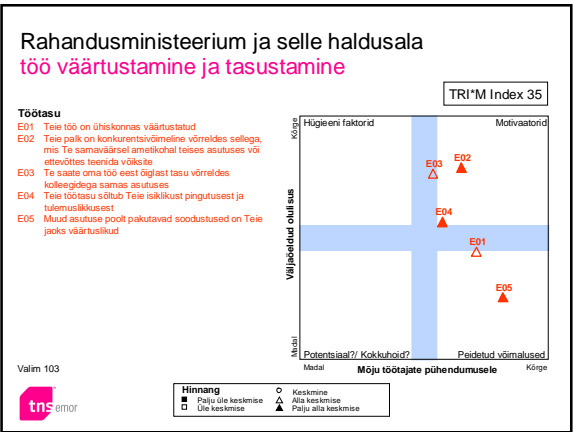 Rahandusministeerium ja selle haldusala
töö väärtustamine ja tasustamine
TRI*M Index 35
Töötasu
E01 Teie töö on ühiskonnas väärtustatud
E02 Teie palk on konkurentsivõimeline võrreldes sellega,
mis Te samaväärsel ametikohal teises asutuses või
ettevõttes teenida võiksite
E03 Te saate oma töö eest õiglast tasu võrreldes
kolleegidega samas asutuses
E04 Teie töötasu sõltub Teie isiklikust pingutusest ja
tulemuslikkusest
E05 Muud asutuse poolt pakutavad soodustused on Teie
jaoks väärtuslikud
Kõrge
Väljaöeldud olulisus
Madal
Hügieeni faktorid
Motivaatorid
E03
E02
E04
E01
E05
Potentsiaal?/ Kokkuhoid?
Peidetud võimalused
Madal
Mõju töötajate pühendumusele
Kõrge
Valim 103
Hinnang
Palju üle keskmise
Üle keskmise
Keskmine
Alla keskmise
Palju alla keskmise
tns emor